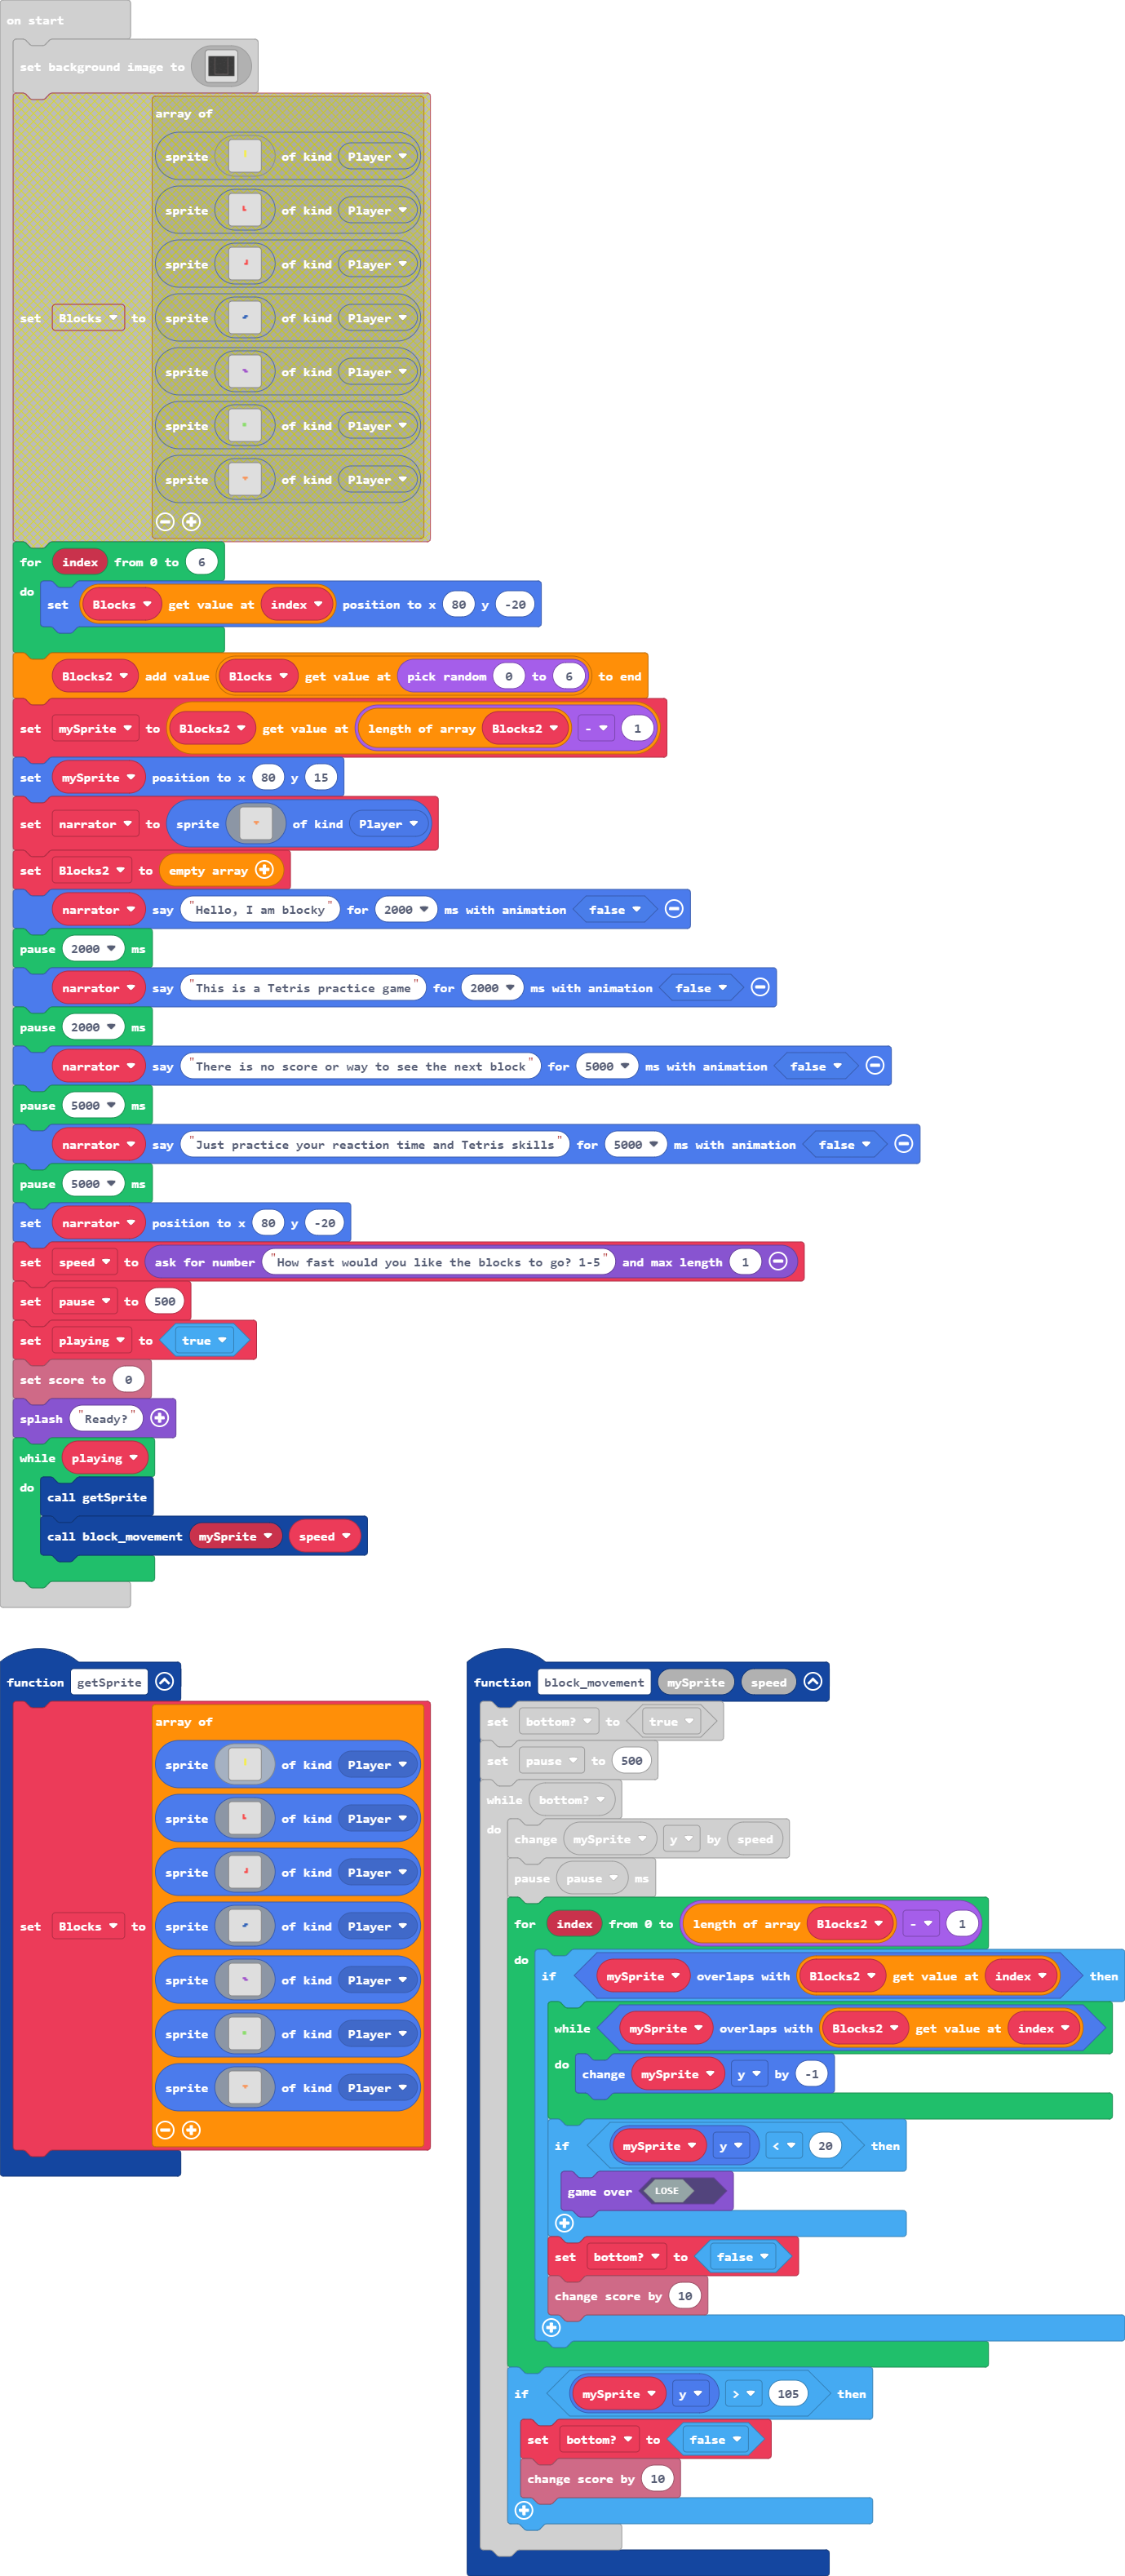 on start
set background image to
array of
sprite of kind Player
sprite of kind Player
sprite of kind Player
set Blocks to sprite of kind Player
sprite of kind Player
sprite of kind Player
sprite of kind Player
for index from 0 to 6
do
set Blocks get value at index position to x 80 y -20
Blocks2 add value Blocks get value at pick random 0 to 6 to end
set mySprite to Blocks2 get value at length of array Blocks2 - 1
set mySprite position to x 80 y 15
set narrator to sprite of kind Player
set Blocks2 to empty array
narrator say "Hello, I am blocky" for 2000 ms with animation false
pause 2000 ms
narrator say "This is a Tetris practice game" for 2000 ms with animation false
pause 2000 ms
narrator say "There is no score or way to see the next block" for 5000 ms with animation false
pause 5000 ms
narrator say "Just practice your reaction time and Tetris skills" for 5000 ms with animation false
pause 5000 ms
set narrator position to x 80 y -20
set speed to ask for number "How fast would you like the blocks to go? 1-5" and max length 1
set pause to 500
set playing to true
set score to 0
splash "Ready?"
while playing
do
call getSprite
call block_movement mySprite speed
function getSprite
array of
sprite of kind Player
sprite of kind Player
sprite of kind Player
set Blocks to sprite of kind Player
sprite of kind Player
sprite of kind Player
sprite of kind Player
function block_movement mySprite speed
set bottom? to true
set pause to 500
while bottom?
do
change mySprite y by speed
pause pause ms
for index from 0 to length of array Blocks2 - 1
do
if mySprite overlaps with Blocks2 get value at index then
while mySprite overlaps with Blocks2 get value at index
do
change mySprite y by -1
if mySprite y < 20 then
game over LOSE
set bottom? to false
change score by 10
if mySprite y > 105 then
set bottom? to false
change score by 10